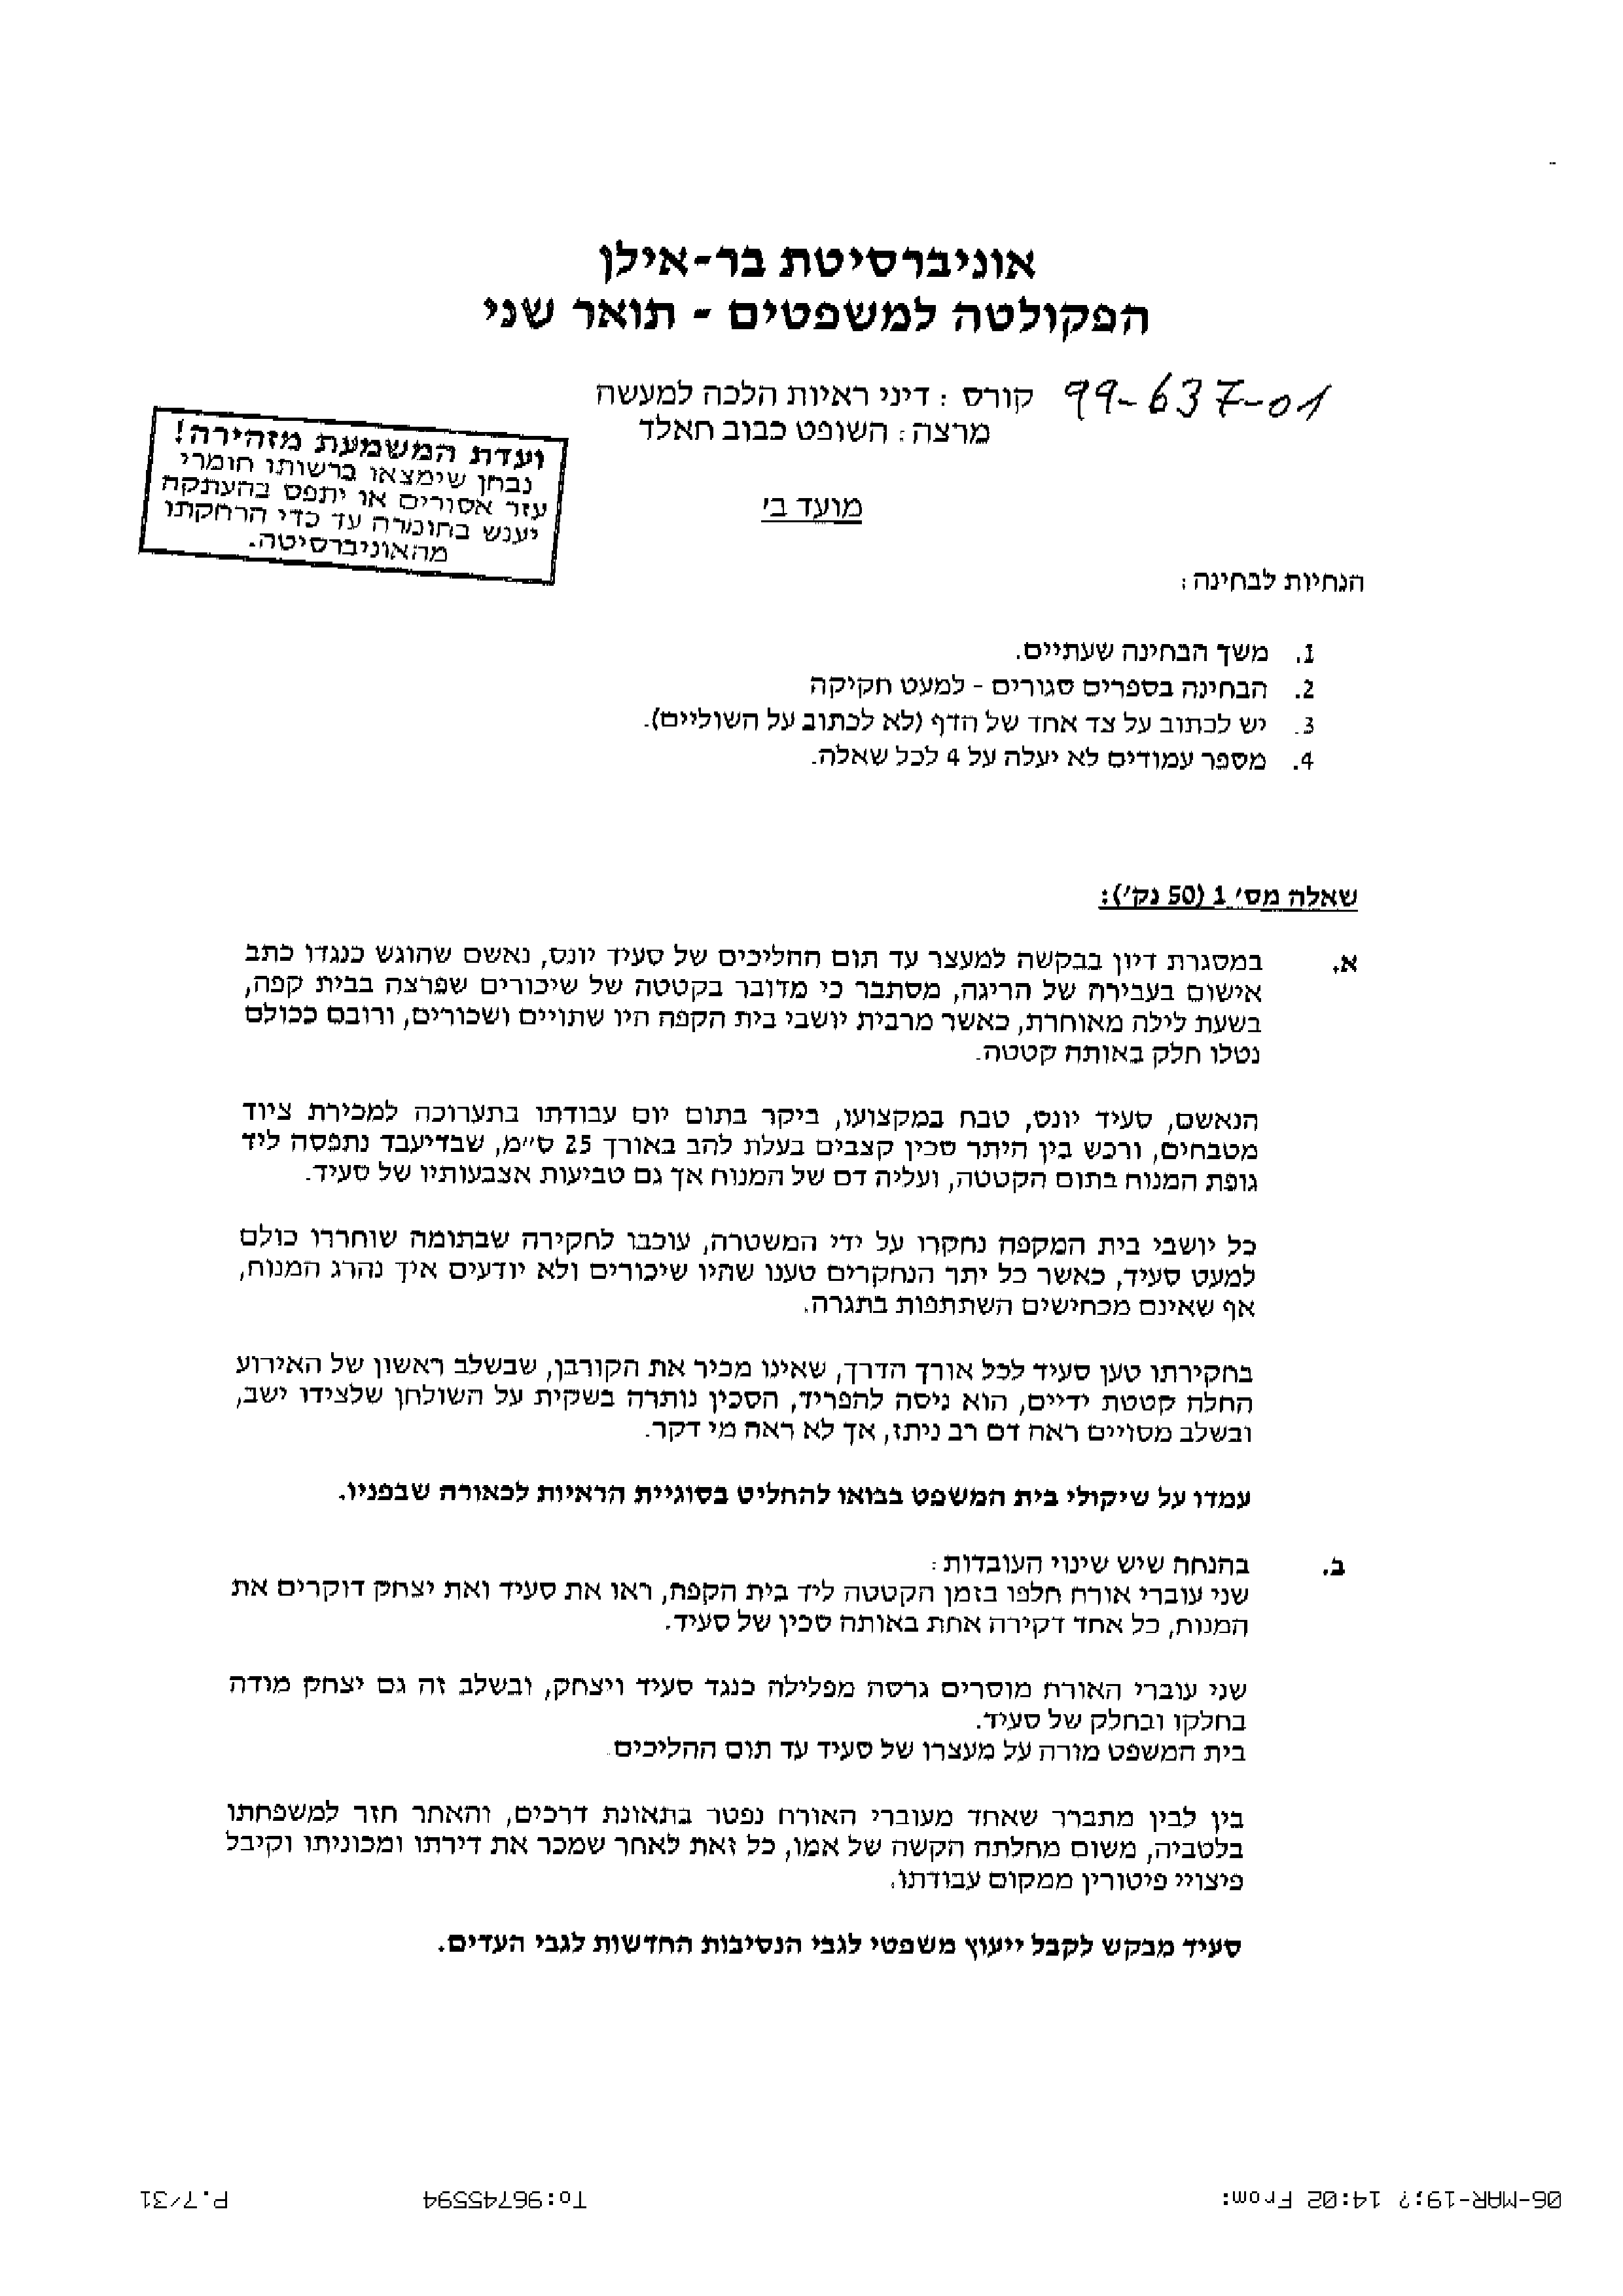 אוניברסיטת בר-אילן
הפקולטה למשפטים - תואר שני
קורס : דיני ראיות הלכה למעשה 99-637-01
מרצה : השופט כבוב חאלד
ועדת המשמעת מזהירה!
נבחן שימצאו ברשותו חומרי
עזר אסורים או יתפס בהעתקה
יענש בחומרה עד כדי הרחקתו
מהאוניברסיטה.
מועד ב'
הנחיות לבחינה :
1. משך הבחינה שעתיים.
2. הבחינה בספרים סגורים - למעט חקיקה
3. יש לכתוב על צד אחד של הדף (לא לכתוב על השוליים).
4. מספר עמודים לא יעלה על 4 לכל שאלה.
שאלה מס' 1 (50 נק'):
א. במסגרת דיון בבקשה למעצר עד תום ההליכים של סעיד יונס, נאשם שהוגש כנגדו כתב
אישום בעבירה של הריגה, מסתבר כי מדובר בקטטה של שיכורים שפרצה בבית קפה,
בשעת לילה מאוחרת, כאשר מרבית יושבי בית הקפה היו שתויים ושכורים, ורובם ככולם
נטלו חלק באותה קטטה.
הנאשם, סעיד יונס, טבח במקצועו, ביקר בתום יום עבודתו בתערוכה למכירת ציוד
מטבחים, ורכש בין היתר סכין קצבים בעלת להב באורך 25 ס״מ, שבדיעבד נתפסה ליד
גופת המנוח בתום הקטטה, ועליה דם של המנוח אך גם טביעות אצבעותיו של סעיד.
כל יושבי בית המקפה נחקרו על ידי המשטרה, עוכבו לחקירה שבתומה שוחררו כולם
למעט סעיד, כאשר כל יתר הנחקרים טענו שהיו שיכורים ולא יודעים איך נהרג המנוח,
אף שאינם מכחישים השתתפות בתגרה.
בחקירתו טען סעיד לכל אורך הדרך, שאינו מכיר את הקורבן, שבשלב ראשון של האירוע
החלה קטטת ידיים, הוא ניסה להפריד, הסכין נותרה בשקית על השולחן שלצידו ישב,
ובשלב מסויים ראה דם רב ניתז, אך לא ראה מי דקר.
עמדו על שיקולי בית המשפט בבואו להחליט בסוגיית הראיות לכאורה שבפניו.
ב. בהנחה שיש שינוי העובדות :
שני עוברי אורח חלפו בזמן הקטטה ליד בית הקפה, ראו את סעיד ואת יצחק דוקרים את
המנוח, כל אחד דקירה אחת באותה סכין של סעיד.
שני עוברי האורח מוסרים גרסה מפלילה כנגד סעיד ויצחק, ובשלב זה גם יצחק מודה
בחלקו ובחלק של סעיד.
בית המשפט מורה על מעצרו של סעיד עד תום ההליכים.
בין לבין מתברר שאחד מעוברי האורח נפטר בתאונת דרכים, והאחר חזר למשפחתו
בלטביה, משום מחלתה הקשה של אמו, כל זאת לאחר שמכר את דירתו ומכוניתו וקיבל
פיצויי פיטורין ממקום עבודתו.
סעיד מבקש לקבל ייעוץ משפטי לגבי הנסיבות החדשות לגבי העדים.
06-MAR-19;? 14:02 From: To:96745594 P.7/31